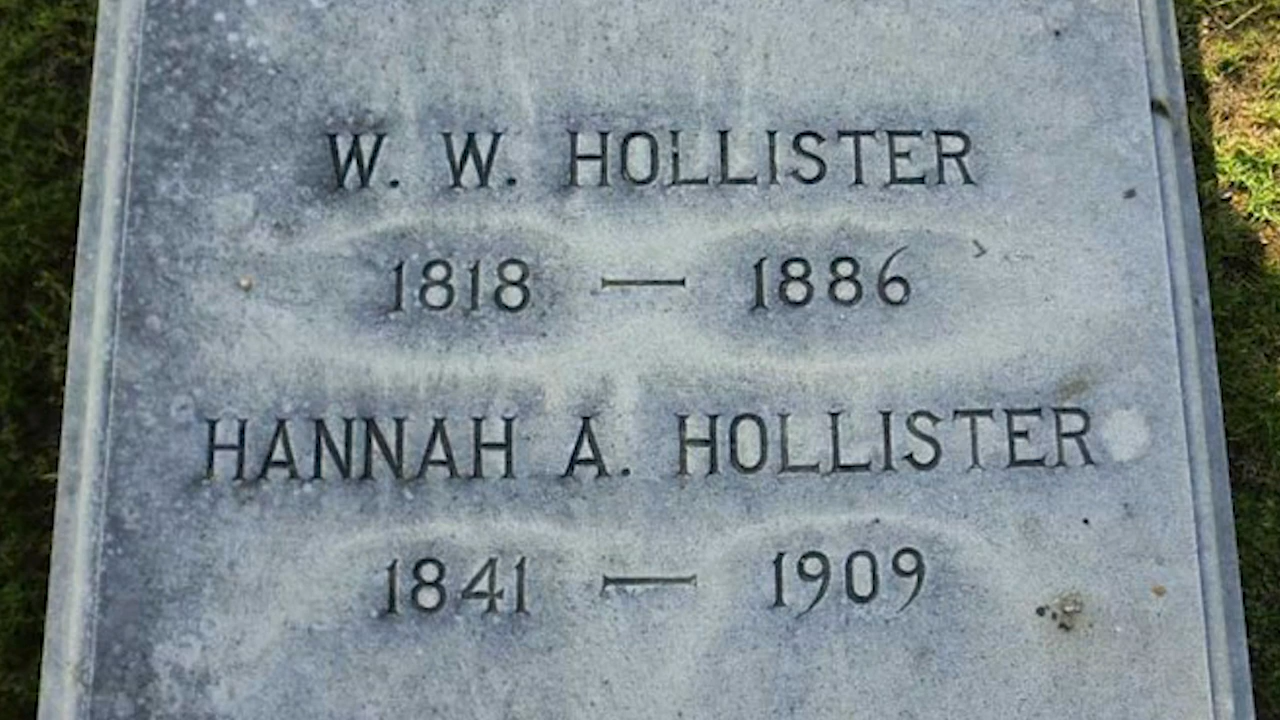 W. W. HOLLISTER
1818 — 1886
HANNAH A. HOLLISTER
1841 — 1909